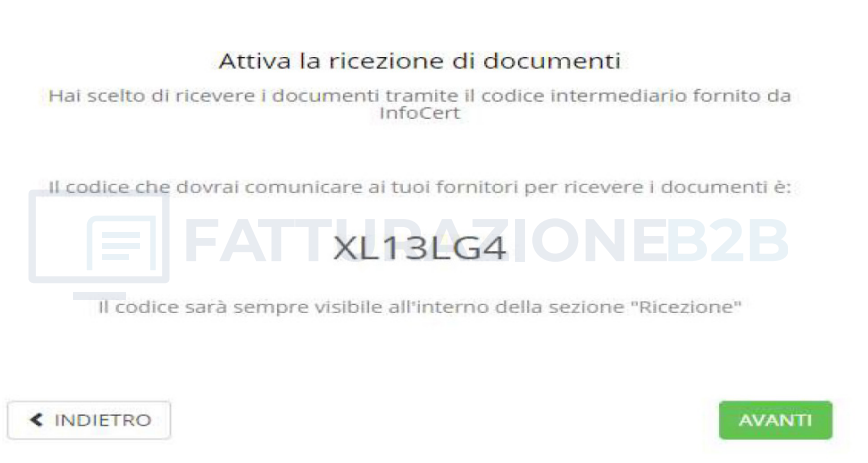 Attiva la ricezione di documenti
Hai scelto di ricevere i documenti tramite il codice intermediario fornito da
InfoCert
Il codice che dovrai comunicare ai tuoi fornitori per ricevere i documenti è:
FATTURAZIONEB2B
XL13LG4
Il codice sarà sempre visibile all'interno della sezione "Ricezione"
INDIETRO
AVANTI